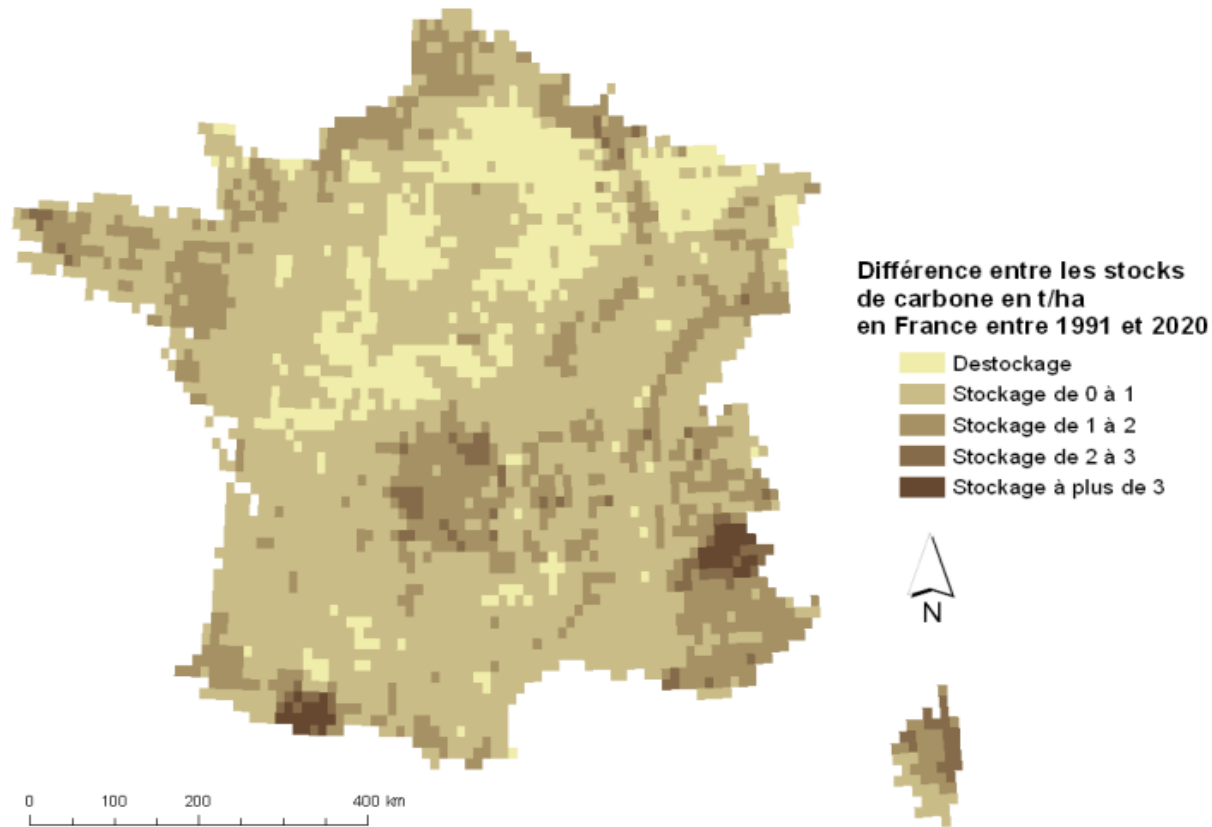 Différence entre les stocks
de carbone en t/ha
en France entre 1991 et 2020
Destockage
Stockage de 0 à 1
Stockage de 1 à 2
Stockage de 2 à 3
Stockage à plus de 3
N
0 100 200 400 km